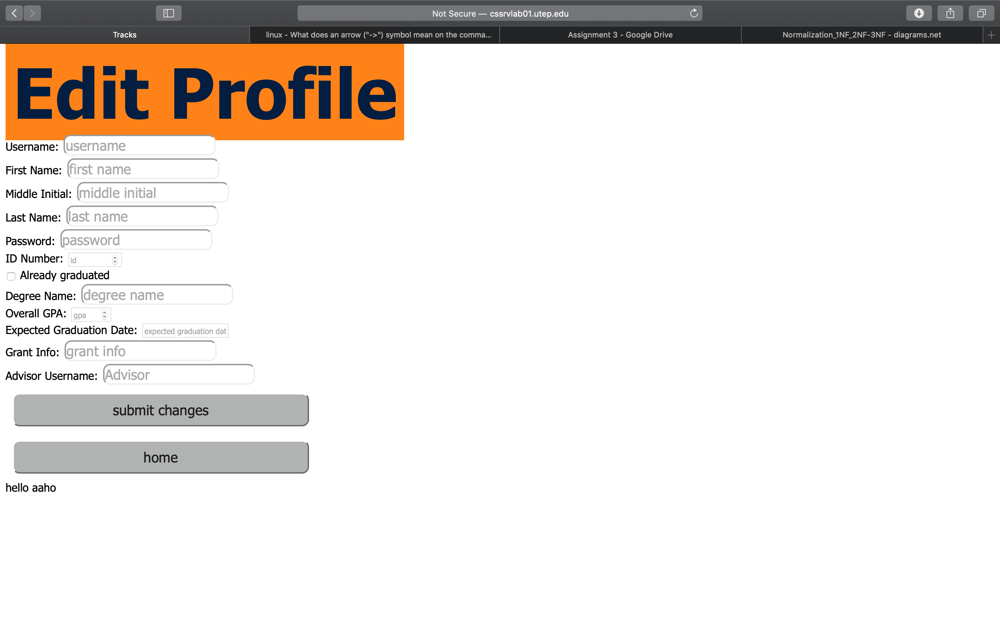 Not Secure — cssrvlab01.utep.edu
Tracks
linux - What does an arrow ("->") symbol mean on the comma...
Assignment 3 - Google Drive
Normalization_1NF_2NF-3NF - diagrams.net
Edit Profile
Username: username
First Name: first name
Middle Initial: middle initial
Last Name: last name
Password: password
ID Number: id
Already graduated
Degree Name: degree name
Overall GPA: gpa
Expected Graduation Date: expected graduation dat
Grant Info: grant info
Advisor Username: Advisor
submit changes
home
hello aaho